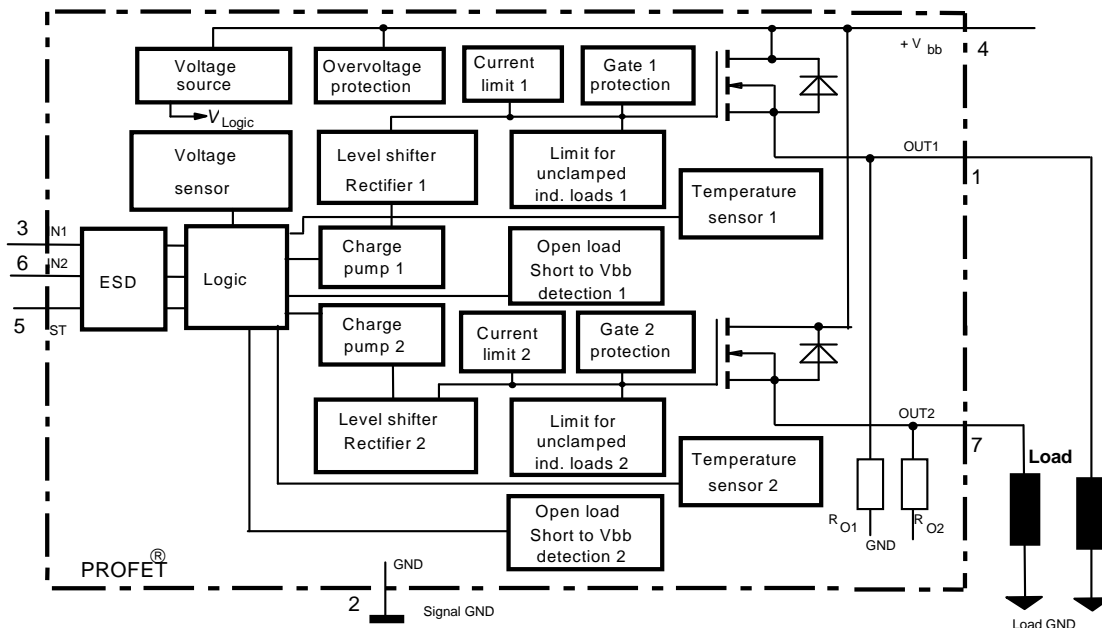 + V bb
4
Voltage
source
Overvoltage
protection
Current
limit 1
Gate 1
protection
V Logic
Voltage
sensor
Level shifter
Rectifier 1
Limit for
unclamped
ind. loads 1
OUT1
1
Temperature
sensor 1
3
IN1
6
IN2
5
ST
ESD
Logic
Charge
pump 1
Open load
Short to Vbb
detection 1
Charge
pump 2
Current
limit 2
Gate 2
protection
Level shifter
Rectifier 2
Limit for
unclamped
ind. loads 2
OUT2
7
Load
Temperature
sensor 2
R O1
GND
R O2
Open load
Short to Vbb
detection 2
PROFET®
GND
2
Signal GND
Load GND